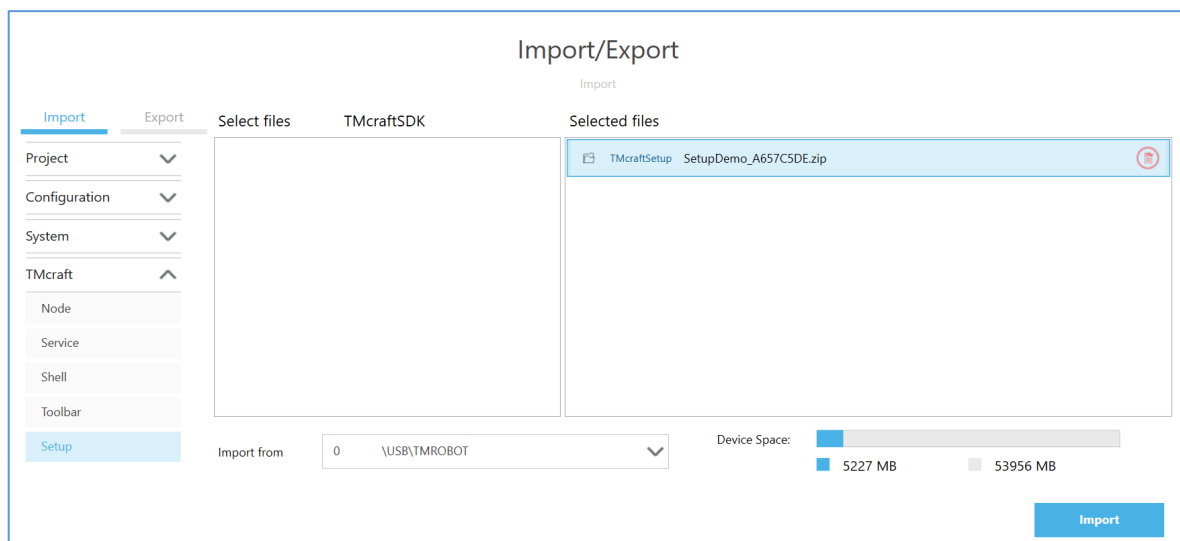 Import/Export
Import
Import Export
Select files TMcraftSDK
Selected files
Project
Configuration
System
TMcraft
Node
Service
Shell
Toolbar
Setup
TMcraftSetup SetupDemo_A657C5DE.zip
Import from 0 \USB\TMROBOT
Device Space:
5227 MB 53956 MB
Import